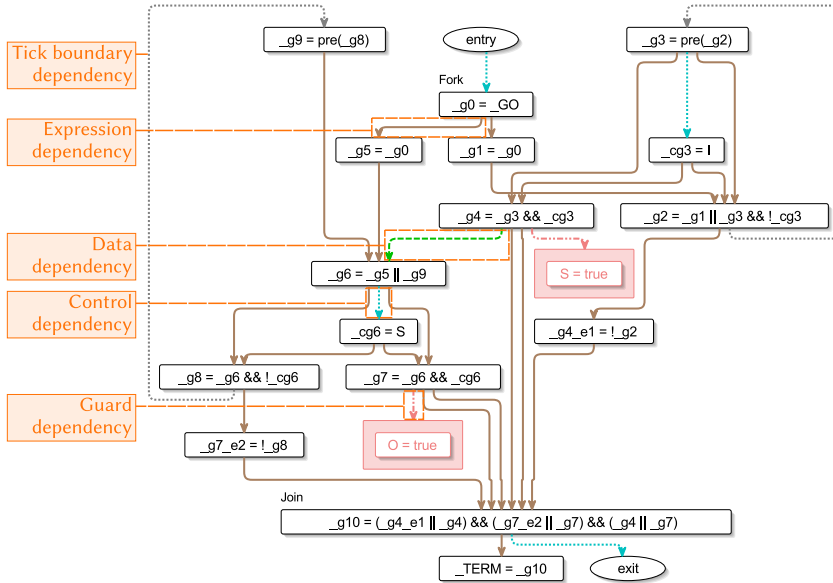 _g9 = pre(_g8)
entry
_g3 = pre(_g2)
Tick boundary
dependency
Fork
_g0 = _GO
Expression
dependency
_g5 = _g0
_g1 = _g0
_cg3 = I
_g4 = _g3 && _cg3
_g2 = _g1 || _g3 && !_cg3
Data
dependency
_g6 = _g5 || _g9
S = true
Control
dependency
_cg6 = S
_g4_e1 = !_g2
_g8 = _g6 && !_cg6
_g7 = _g6 && _cg6
Guard
dependency
_g7_e2 = !_g8
O = true
Join
_g10 = (_g4_e1 || _g4) && (_g7_e2 || _g7) && (_g4 || _g7)
_TERM = _g10
exit